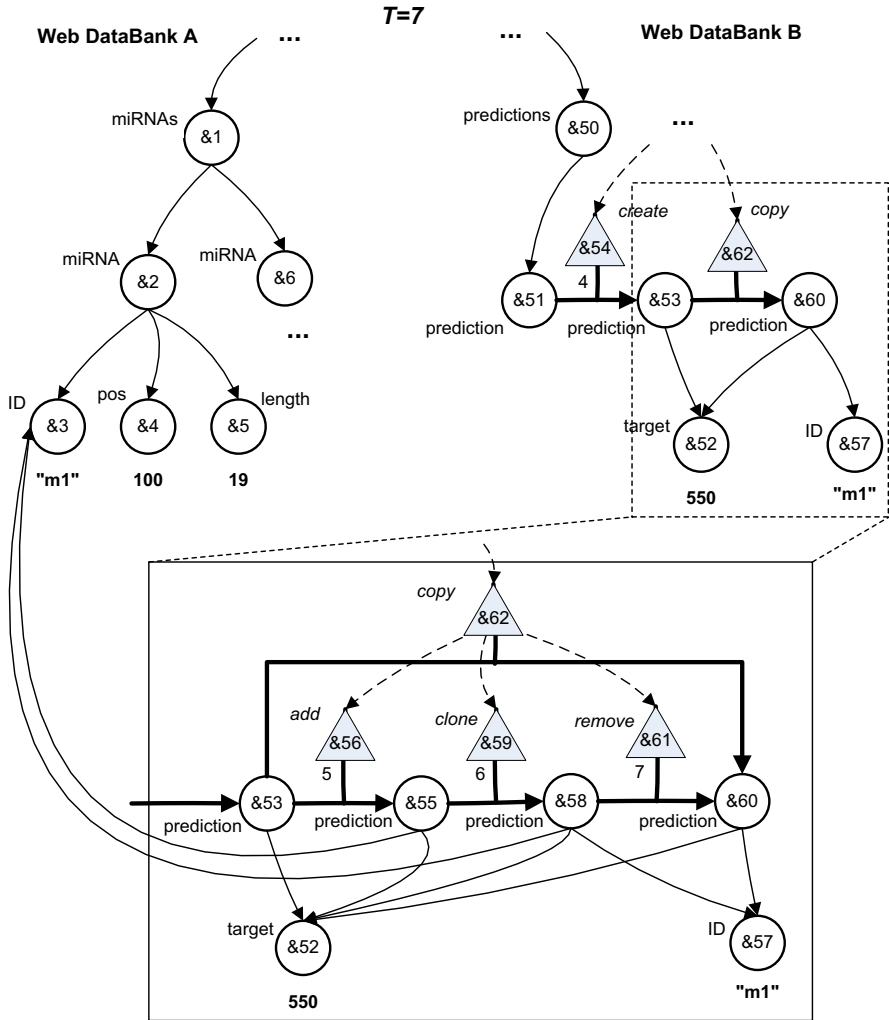 T=7
Web DataBank A
...
...
Web DataBank B
miRNAs
&1
predictions
&50
...
miRNA
&2
miRNA
&6
...
create
&54
4
copy
&62
&51
prediction
&53
prediction
&60
prediction
ID
&3
"m1"
pos
&4
100
length
&5
19
target
&52
550
ID
&57
"m1"
copy
&62
add
&56
5
clone
&59
6
remove
&61
7
&53
prediction
&55
prediction
&58
prediction
&60
prediction
target
&52
550
ID
&57
"m1"